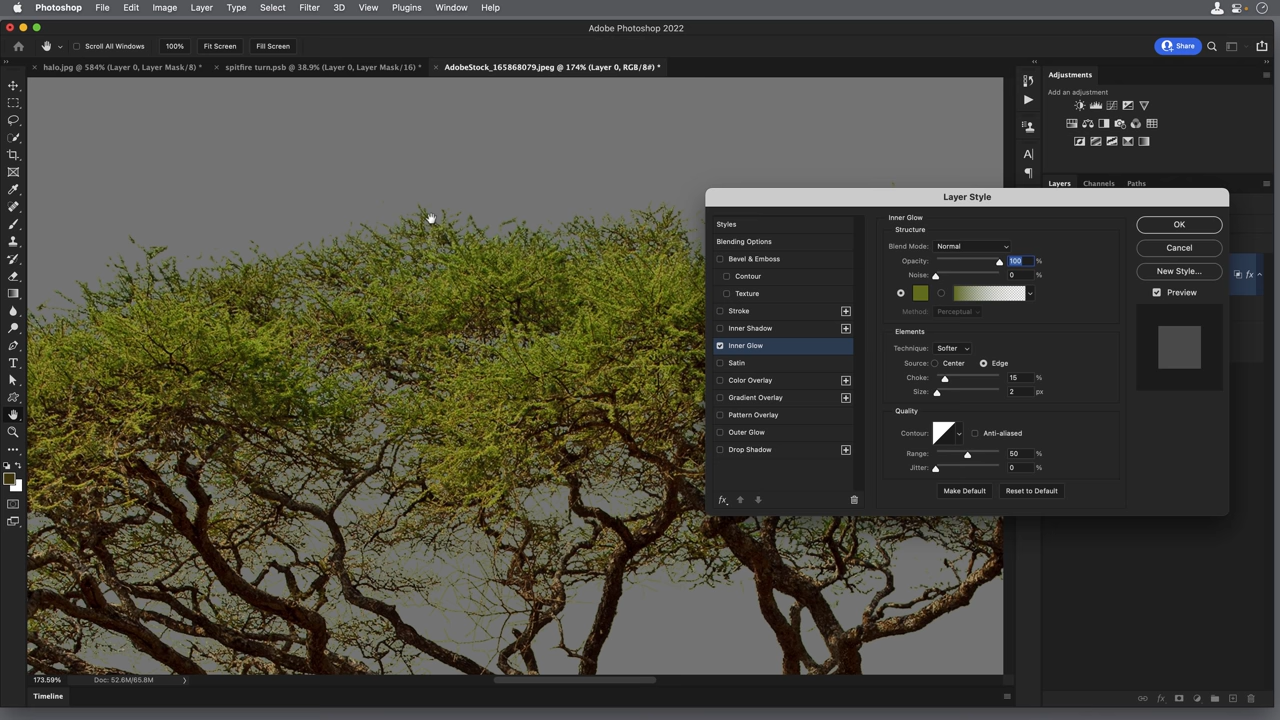 Photoshop File Edit Image Layer Type Select Filter 3D View Plugins Window Help
Adobe Photoshop 2022
Scroll All Windows 100% Fit Screen Fill Screen Share
halo.jpg @ 584% (Layer 0, Layer Mask/8) * spitfire turn.psb @ 38.9% (Layer 1, Layer Mask/16) * AdobeStock_165868079.jpeg @ 174% (Layer 0, RGB/8#) *
Adjustments
Add an adjustment
Layers Channels Paths
Layer Style
Styles
Blending Options
Bevel & Emboss
Contour
Texture
Stroke
Inner Shadow
Inner Glow
Satin
Color Overlay
Gradient Overlay
Pattern Overlay
Outer Glow
Drop Shadow
fx
Inner Glow
Structure
Blend Mode: Normal
Opacity: 100 %
Noise: 0 %
Method: Perceptual
Elements
Technique: Softer
Source: Center Edge
Choke: 15 %
Size: 2 px
Quality
Contour: Anti-aliased
Range: 50 %
Jitter: 0 %
Make Default Reset to Default
OK
Cancel
New Style...
Preview
fx
173.59% Doc: 52.6M/65.8M
Timeline
fx